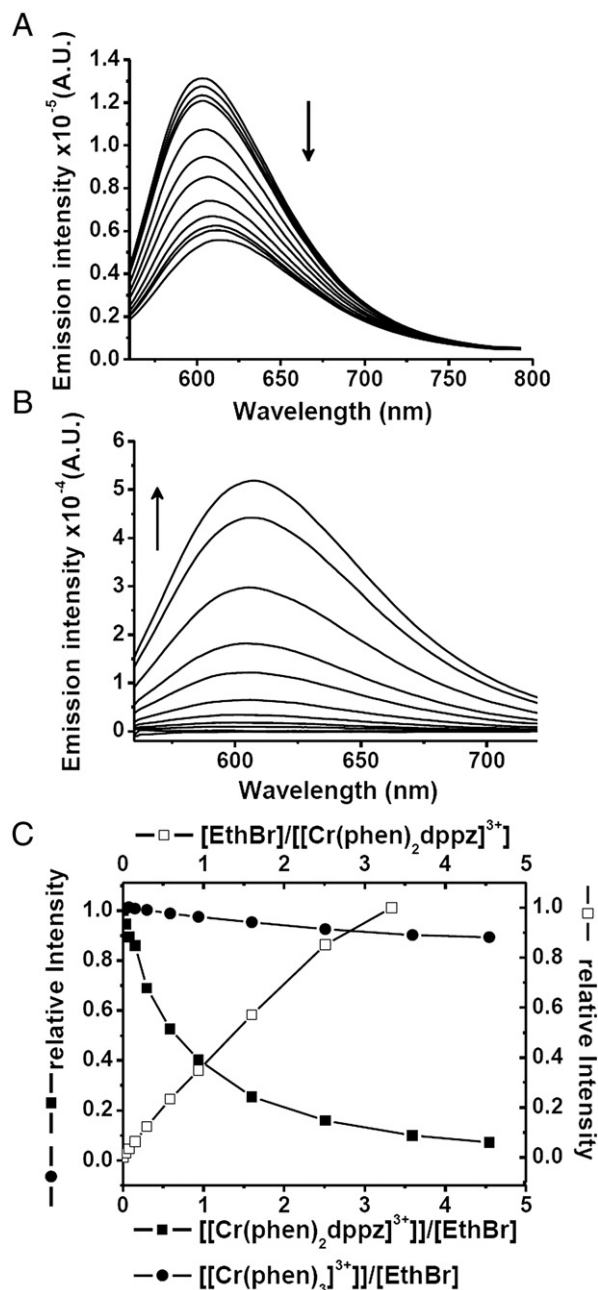 A
Emission intensity x10⁻⁵(A.U.)
1.4
1.2
1.0
0.8
0.6
0.4
0.2
0.0
600 650 700 750 800
Wavelength (nm)
B
Emission intensity x10⁻⁴(A.U.)
6
5
4
3
2
1
0
600 650 700
Wavelength (nm)
C
[EthBr]/[[Cr(phen)₂dppz]³⁺]
0 1 2 3 4 5
relative Intensity
1.0
0.8
0.6
0.4
0.2
0.0
1.0
0.8
0.6
0.4
0.2
0.0
relative Intensity
0 1 2 3 4 5
[[Cr(phen)₂dppz]³⁺]]/[EthBr]
[[Cr(phen)₃]³⁺]]/[EthBr]